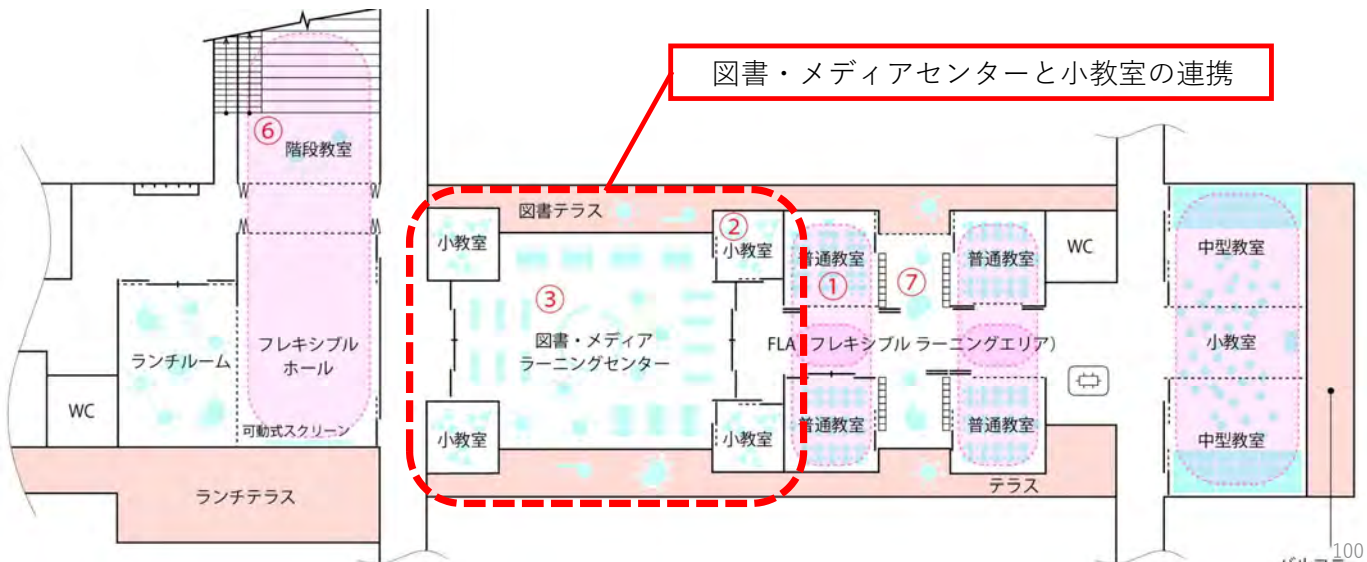 図書・メディアセンターと小教室の連携
⑥
階段教室
図書テラス
小教室
②
小教室
普通教室
普通教室
WC
中型教室
①
⑦
③
図書・メディア
ラーニングセンター
FLA（フレキシブル ラーニングエリア）
小教室
ランチルーム
フレキシブル
ホール
WC
可動式スクリーン
小教室
小教室
普通教室
普通教室
中型教室
ランチテラス
テラス
100